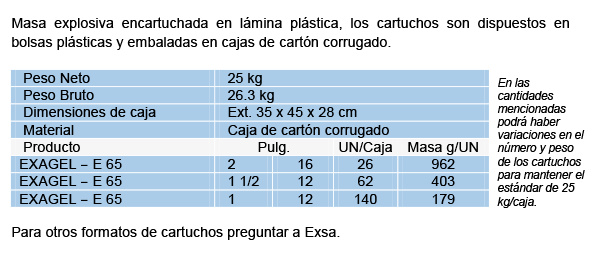 Masa explosiva encartuchada en lámina plástica, los cartuchos son dispuestos en
bolsas plásticas y embaladas en cajas de cartón corrugado.
Peso Neto 25 kg
Peso Bruto 26.3 kg
Dimensiones de caja Ext. 35 x 45 x 28 cm
Material Caja de cartón corrugado
Producto Pulg. UN/Caja Masa g/UN
EXAGEL – E 65 2 16 26 962
EXAGEL – E 65 1 1/2 12 62 403
EXAGEL – E 65 1 12 140 179
En las
cantidades
mencionadas
podrá haber
variaciones en el
número y peso
de los cartuchos
para mantener el
estándar de 25
kg/caja.
Para otros formatos de cartuchos preguntar a Exsa.